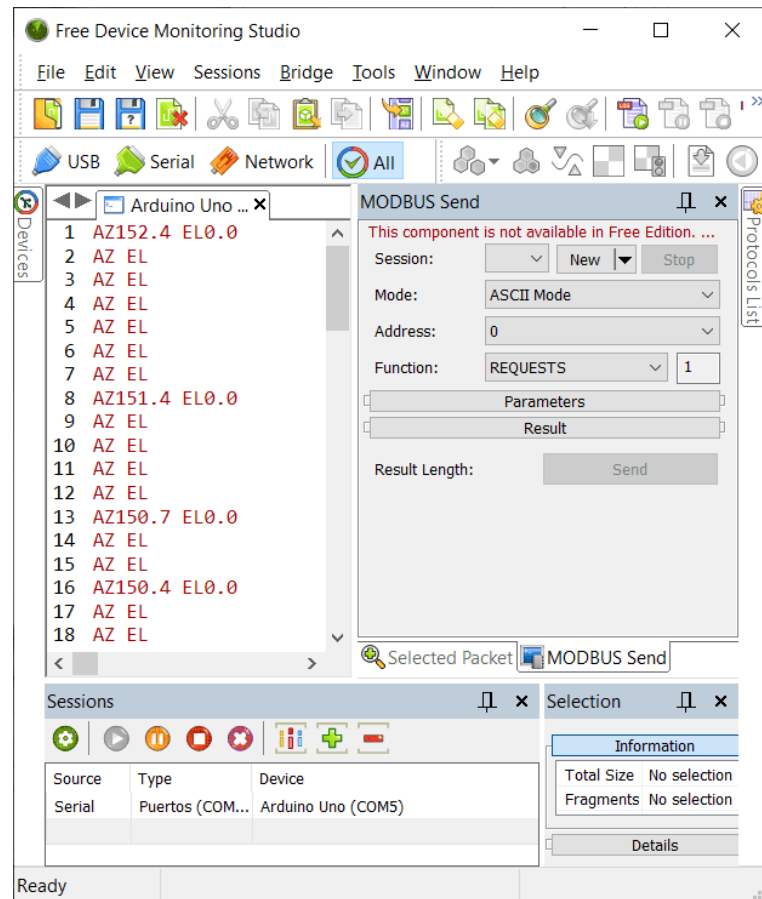 Free Device Monitoring Studio
File Edit View Sessions Bridge Tools Window Help
USB Serial Network All
Devices
Arduino Uno ...
1 AZ152.4 EL0.0
2 AZ EL
3 AZ EL
4 AZ EL
5 AZ EL
6 AZ EL
7 AZ EL
8 AZ151.4 EL0.0
9 AZ EL
10 AZ EL
11 AZ EL
12 AZ EL
13 AZ150.7 EL0.0
14 AZ EL
15 AZ EL
16 AZ150.4 EL0.0
17 AZ EL
18 AZ EL
MODBUS Send
This component is not available in Free Edition. ...
Session: New Stop
Mode: ASCII Mode
Address: 0
Function: REQUESTS 1
Parameters
Result
Result Length: Send
Selected Packet MODBUS Send
Protocols List
Sessions
Source Type Device
Serial Puertos (COM... Arduino Uno (COM5)
Selection
Information
Total Size No selection
Fragments No selection
Details
Ready